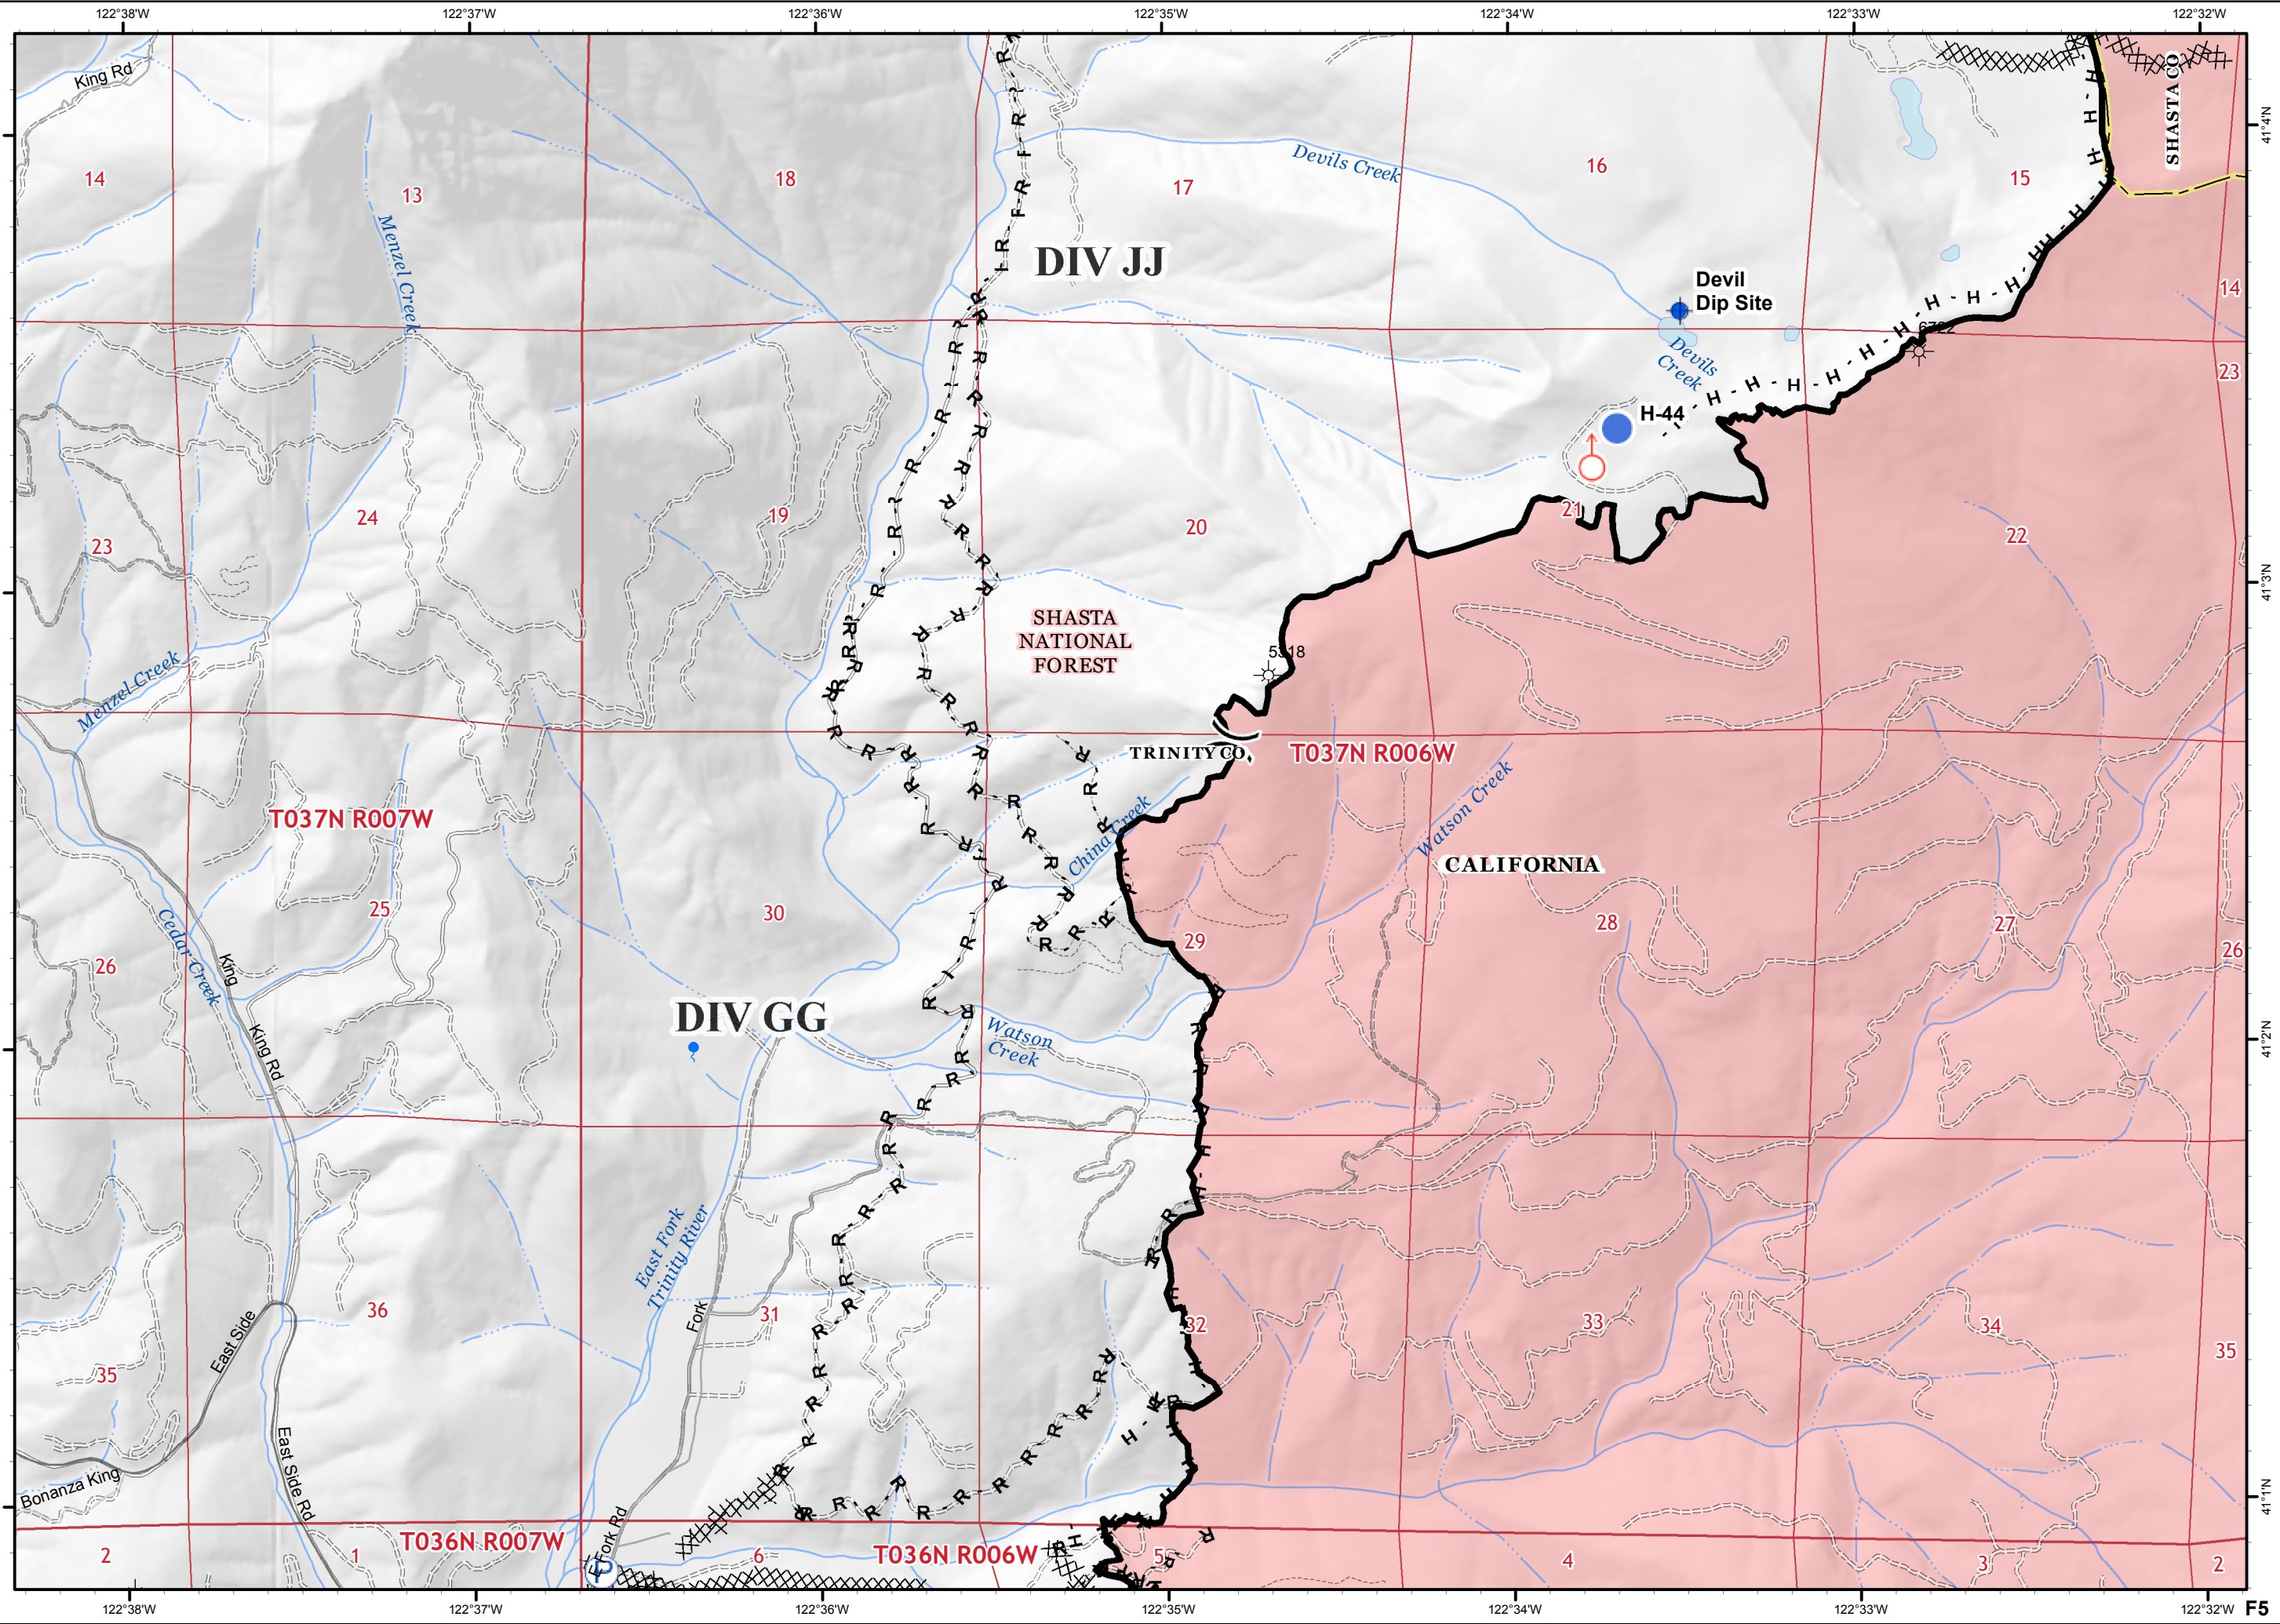 122°38'W 122°37'W 122°36'W 122°35'W 122°34'W 122°33'W 122°32'W
King Rd
SHASTA CO
41°4'N
Devils Creek
14
13
18
17
16
15
Menzel Creek
DIV JJ
Devil
Dip Site
14
6722
Devils
Creek
23
H-44
21
24
19
20
22
23
41°3'N
SHASTA
NATIONAL
FOREST
5318
Menzel Creek
TRINITY CO.
T037N R006W
T037N R007W
China Creek
Watson Creek
CALIFORNIA
25
30
28
27
26
29
26
Cedar Creek
King
DIV GG
King Rd
Watson
Creek
41°2'N
East Fork
Trinity River
36
Fork
31
32
33
34
35
East Side
35
Bonanza King
East Side Rd
41°1'N
E Fork Rd
T036N R007W
T036N R006W
2
1
6
5
4
3
2
P
122°38'W 122°37'W 122°36'W 122°35'W 122°34'W 122°33'W 122°32'W
F5